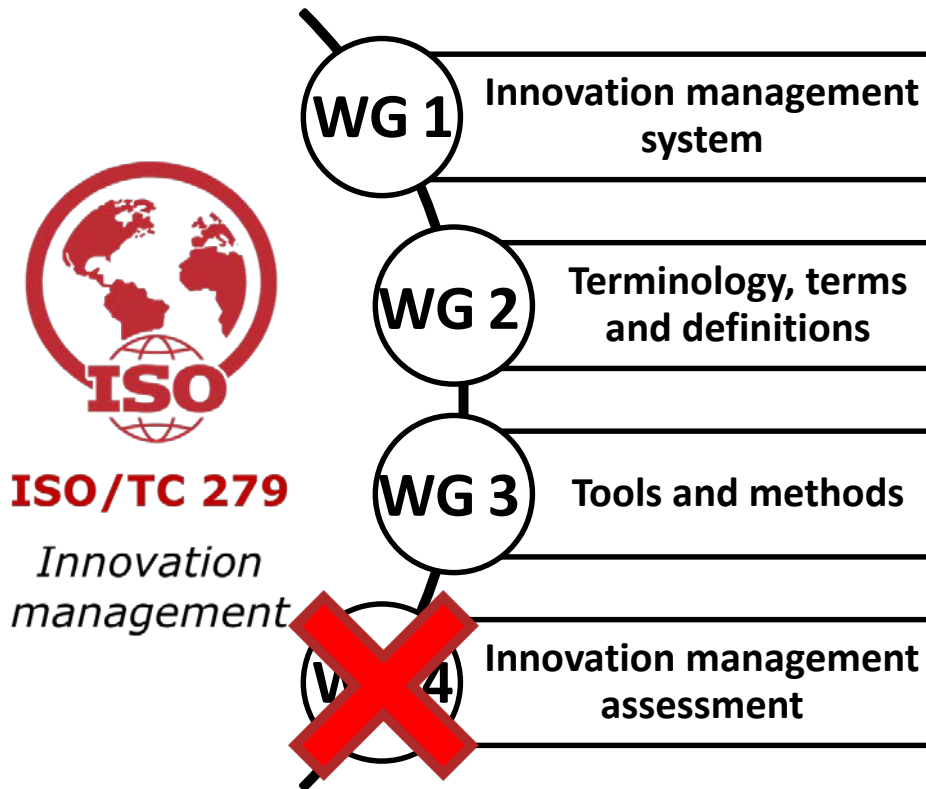 ISO
ISO/TC 279
Innovation
management
WG 1
Innovation management
system
WG 2
Terminology, terms
and definitions
WG 3
Tools and methods
4
Innovation management
assessment